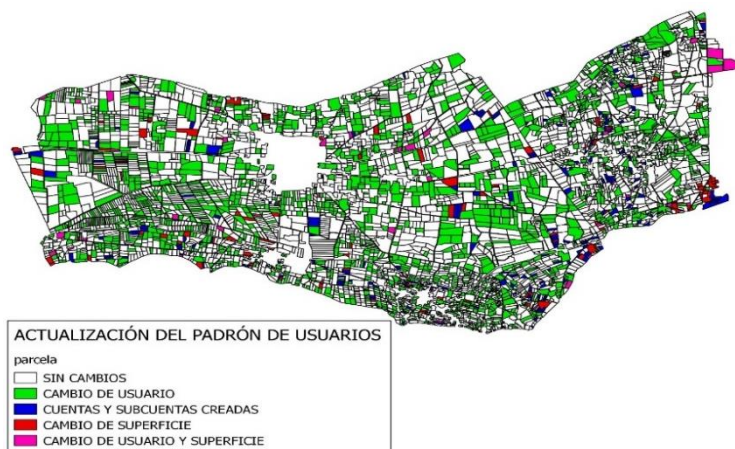 ACTUALIZACIÓN DEL PADRÓN DE USUARIOS
parcela
SIN CAMBIOS
CAMBIO DE USUARIO
CUENTAS Y SUBCUENTAS CREADAS
CAMBIO DE SUPERFICIE
CAMBIO DE USUARIO Y SUPERFICIE